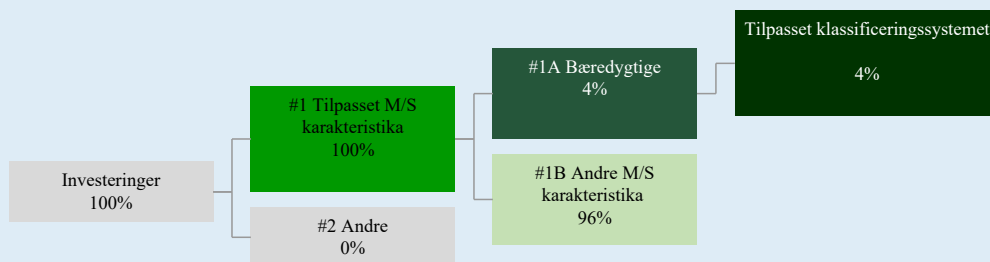 Investeringer
100%
#1 Tilpasset M/S
karakteristika
100%
#2 Andre
0%
#1A Bæredygtige
4%
#1B Andre M/S
karakteristika
96%
Tilpasset klassificeringssystemet
4%